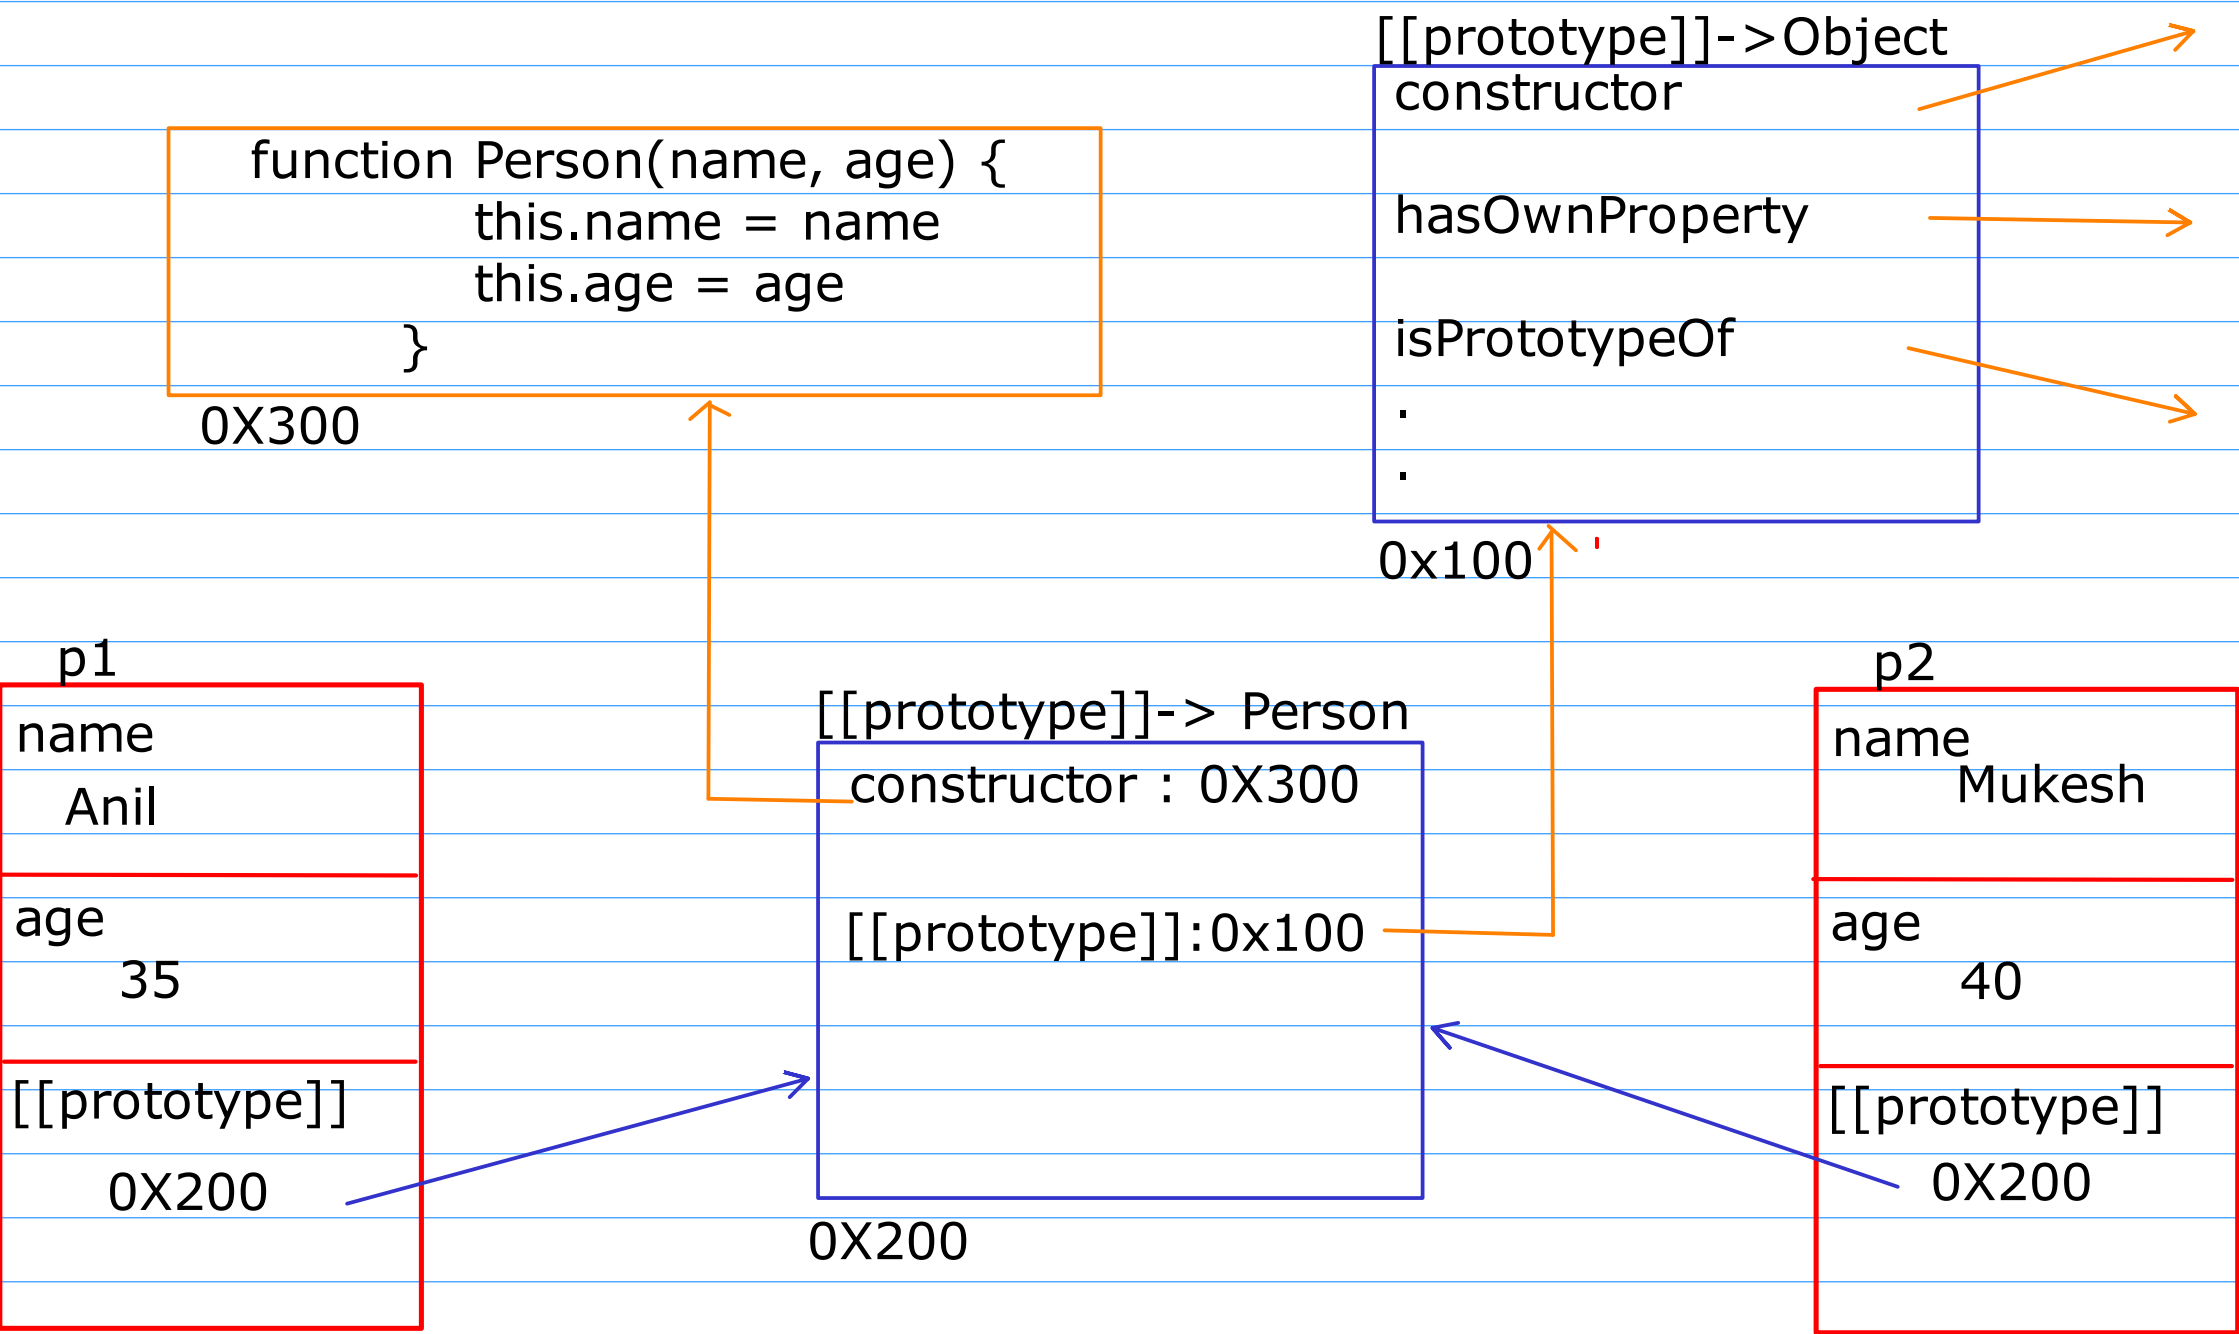 [[prototype]]->Object
constructor
hasOwnProperty
isPrototypeOf
.
.
0x100
function Person(name, age) {
this.name = name
this.age = age
}
0X300
p1
name
Anil
age
35
[[prototype]]
0X200
[[prototype]]-> Person
constructor : 0X300
[[prototype]]:0x100
0X200
p2
name
Mukesh
age
40
[[prototype]]
0X200